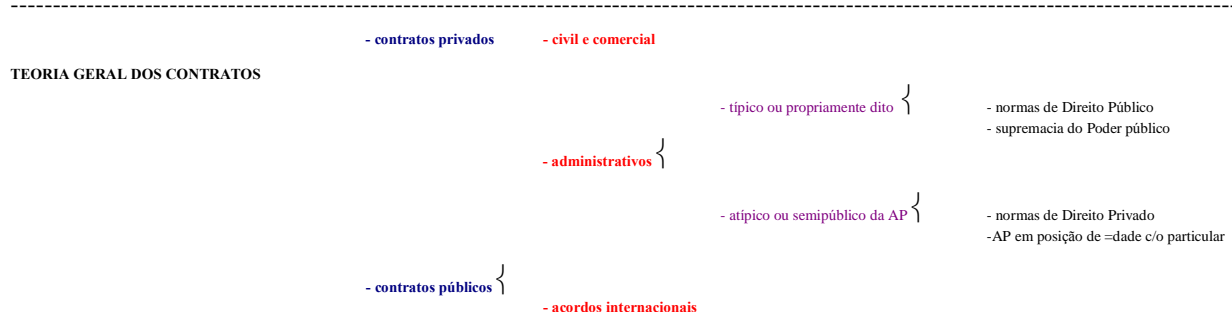 - contratos privados - civil e comercial
TEORIA GERAL DOS CONTRATOS
- típico ou propriamente dito - normas de Direito Público
- supremacia do Poder público
- administrativos
- atípico ou semipúblico da AP - normas de Direito Privado
-AP em posição de =dade c/o particular
- contratos públicos
- acordos internacionais